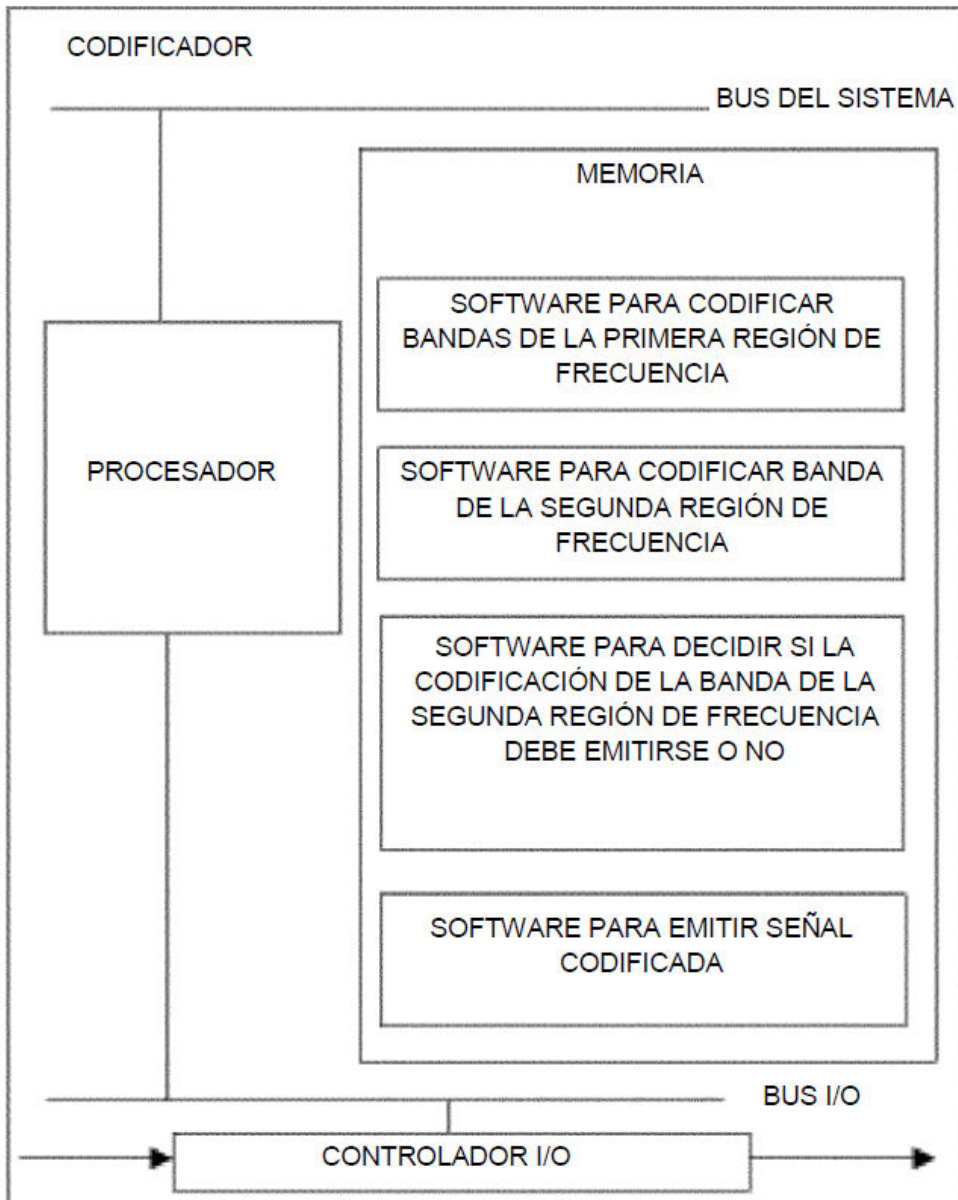 CODIFICADOR
BUS DEL SISTEMA
MEMORIA
SOFTWARE PARA CODIFICAR
BANDAS DE LA PRIMERA REGIÓN DE
FRECUENCIA
PROCESADOR
SOFTWARE PARA CODIFICAR BANDA
DE LA SEGUNDA REGIÓN DE
FRECUENCIA
SOFTWARE PARA DECIDIR SI LA
CODIFICACIÓN DE LA BANDA DE LA
SEGUNDA REGIÓN DE FRECUENCIA
DEBE EMITIRSE O NO
SOFTWARE PARA EMITIR SEÑAL
CODIFICADA
BUS I/O
CONTROLADOR I/O